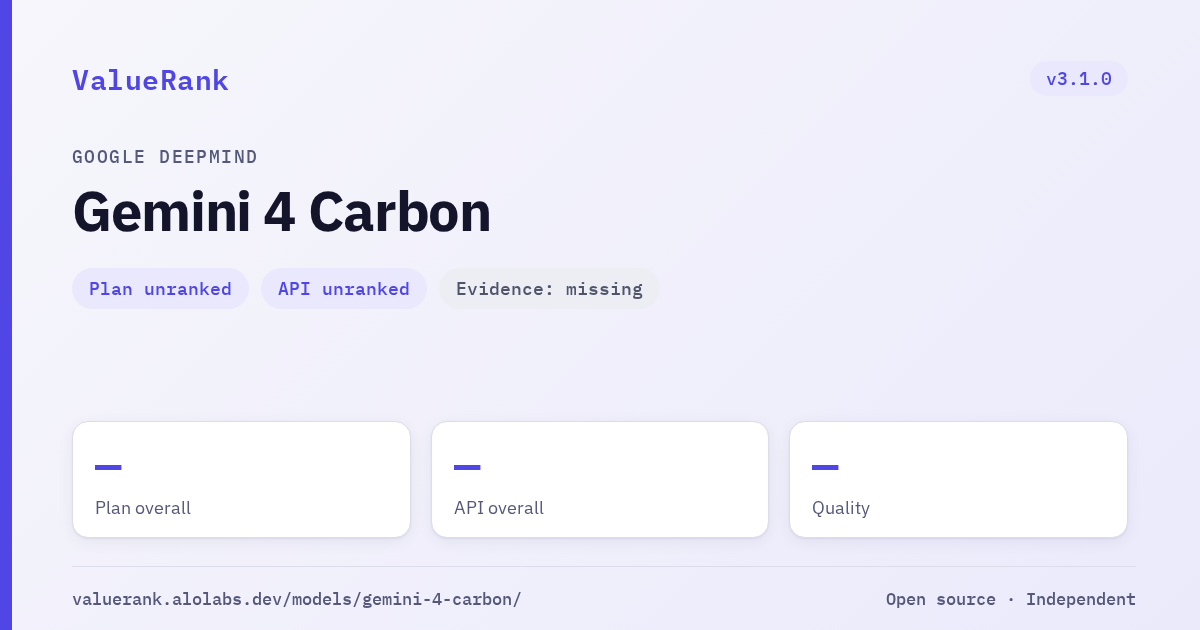 ValueRank
v3.1.0
GOOGLE DEEPMIND
Gemini 4 Carbon
Plan unranked
API unranked
Evidence: missing
—
—
—
Plan overall
API overall
Quality
valuerank.alolabs.dev/models/gemini-4-carbon/
Open source · Independent